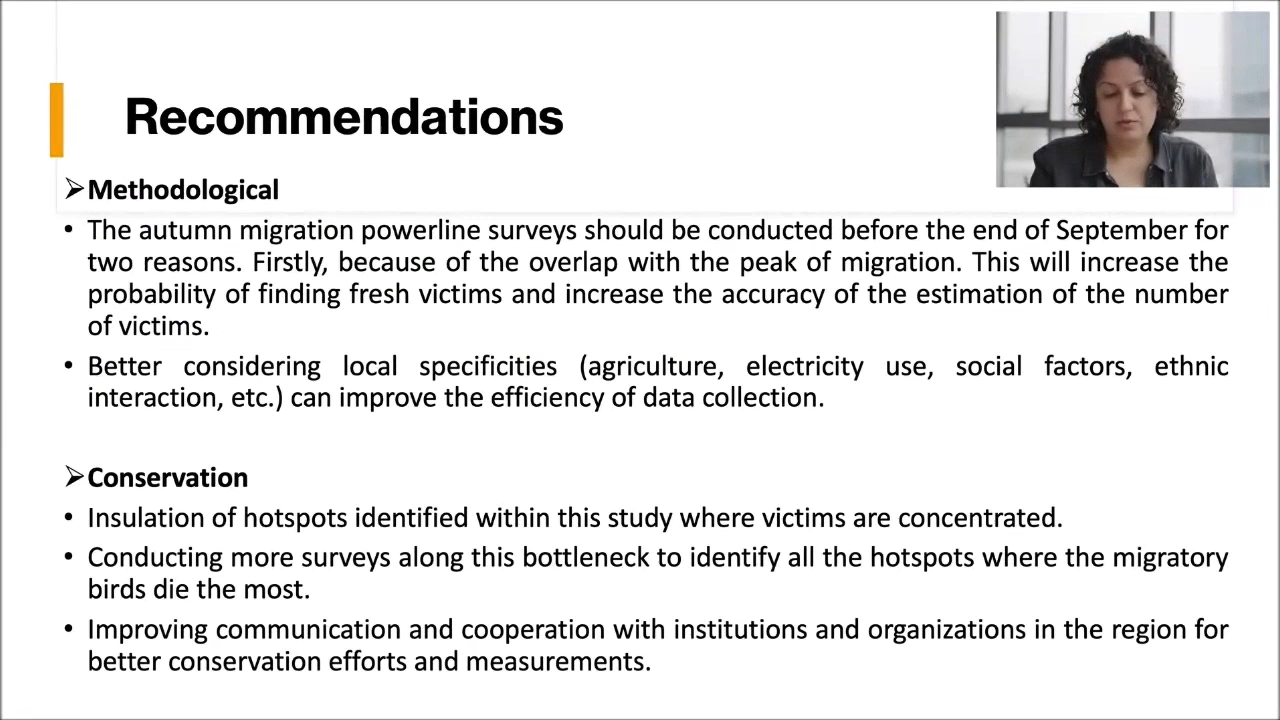 Recommendations
➢Methodological
• The autumn migration powerline surveys should be conducted before the end of September for
two reasons. Firstly, because of the overlap with the peak of migration. This will increase the
probability of finding fresh victims and increase the accuracy of the estimation of the number
of victims.
• Better considering local specificities (agriculture, electricity use, social factors, ethnic
interaction, etc.) can improve the efficiency of data collection.
➢Conservation
• Insulation of hotspots identified within this study where victims are concentrated.
• Conducting more surveys along this bottleneck to identify all the hotspots where the migratory
birds die the most.
• Improving communication and cooperation with institutions and organizations in the region for
better conservation efforts and measurements.